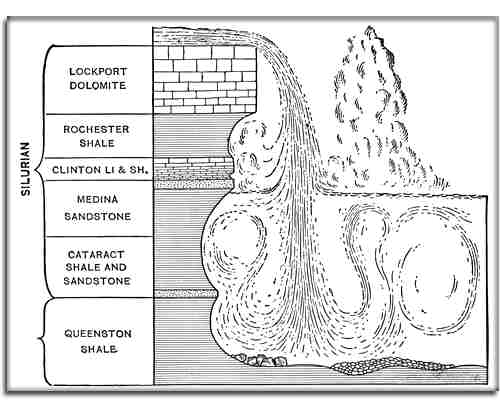 SILURIAN
LOCKPORT
DOLOMITE
ROCHESTER
SHALE
CLINTON LI & SH.
MEDINA
SANDSTONE
CATARACT
SHALE AND
SANDSTONE
QUEENSTON
SHALE